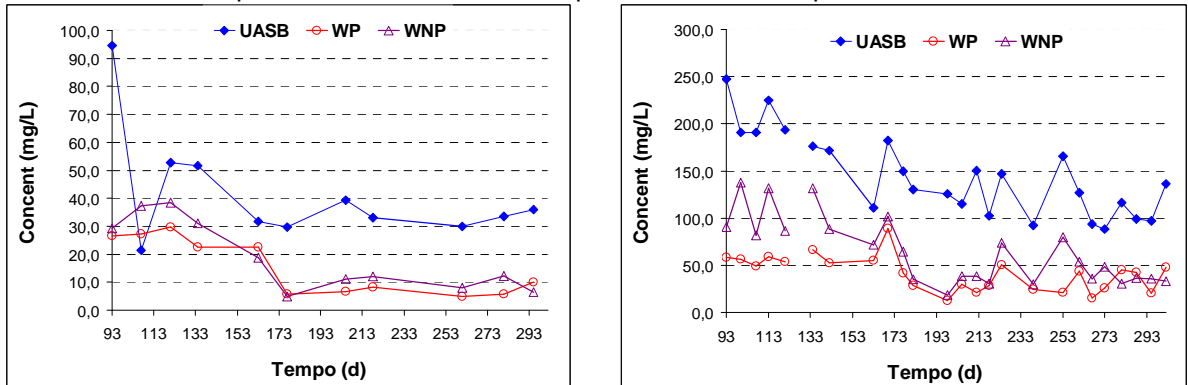 UASB WP WNP
100,0
90,0
80,0
70,0
60,0
50,0
40,0
30,0
20,0
10,0
0,0
Concent (mg/L)
93 113 133 153 173 193 213 233 253 273 293
Tempo (d)
UASB WP WNP
300,0
250,0
200,0
150,0
100,0
50,0
0,0
Concent (mg/L)
93 113 133 153 173 193 213 233 253 273 293
Tempo (d)